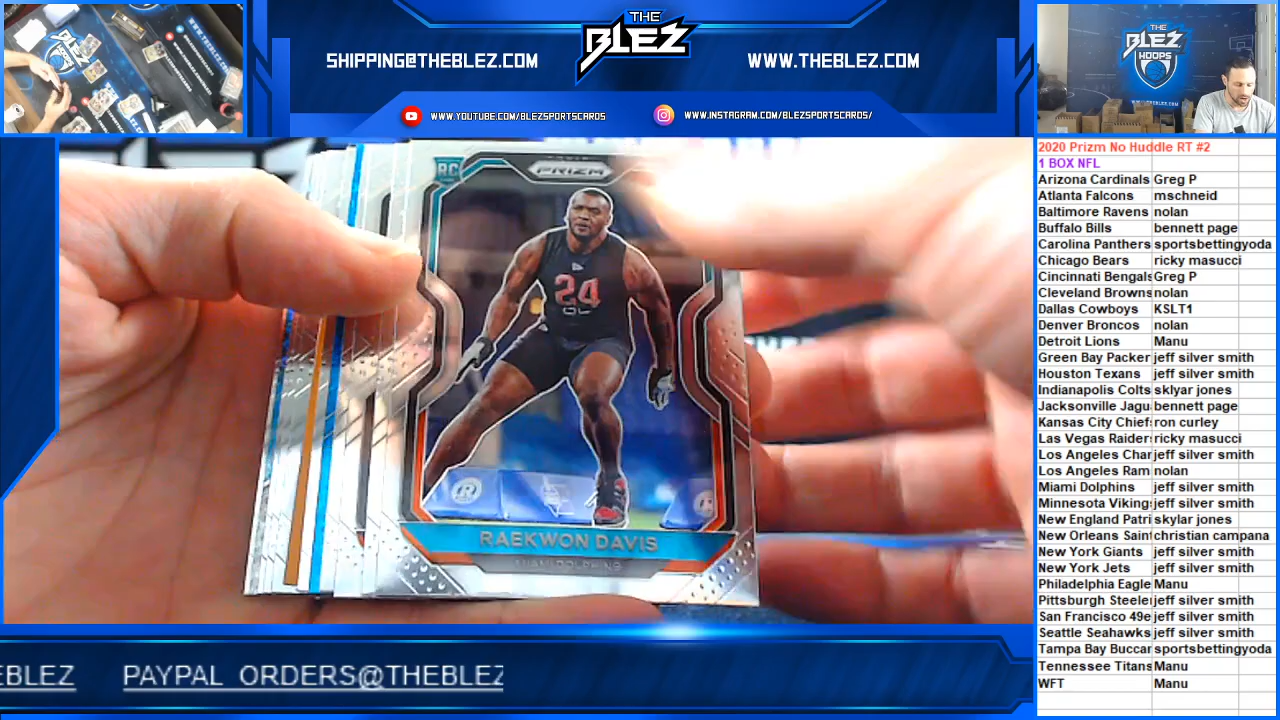 THE
BLEZ
SHIPPING@THEBLEZ.COM
WWW.THEBLEZ.COM
WWW.YOUTUBE.COM/BLEZSPORTSCARDS
WWW.INSTAGRAM.COM/BLEZSPORTSCARDS/
THE
BLEZ
HOOPS
RC
PRIZM
24
RAEKWON DAVIS
MIAMI DOLPHINS
EBLEZ PAYPAL ORDERS@THEBLEZ
2020 Prizm No Huddle RT #2
1 BOX NFL
Arizona Cardinals Greg P
Atlanta Falcons mschneid
Baltimore Ravens nolan
Buffalo Bills bennett page
Carolina Panthers sportsbettingyoda
Chicago Bears ricky masucci
Cincinnati Bengals Greg P
Cleveland Browns nolan
Dallas Cowboys KSLT1
Denver Broncos nolan
Detroit Lions Manu
Green Bay Packer jeff silver smith
Houston Texans jeff silver smith
Indianapolis Colts sklyar jones
Jacksonville Jagu bennett page
Kansas City Chief ron curley
Las Vegas Raider ricky masucci
Los Angeles Char jeff silver smith
Los Angeles Ram nolan
Miami Dolphins jeff silver smith
Minnesota Viking jeff silver smith
New England Patri skylar jones
New Orleans Saint christian campana
New York Giants jeff silver smith
New York Jets jeff silver smith
Philadelphia Eagle Manu
Pittsburgh Steele jeff silver smith
San Francisco 49e jeff silver smith
Seattle Seahawks jeff silver smith
Tampa Bay Buccar sportsbettingyoda
Tennessee Titans Manu
WFT Manu